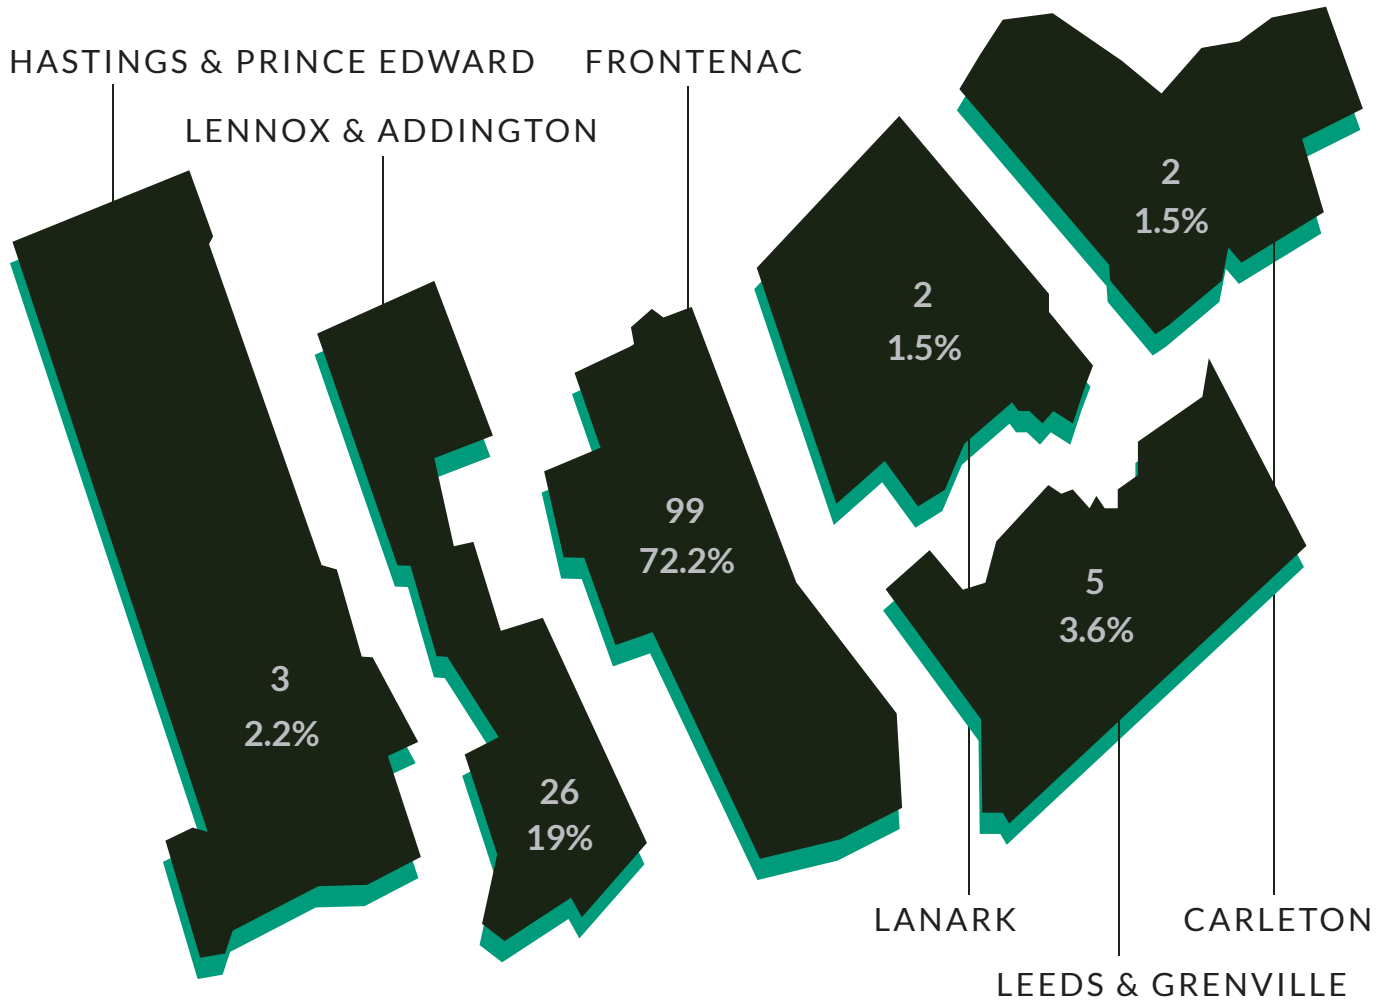 HASTINGS & PRINCE EDWARD
FRONTENAC
LENNOX & ADDINGTON
2
1.5%
2
1.5%
99
72.2%
5
3.6%
3
2.2%
26
19%
LANARK
CARLETON
LEEDS & GRENVILLE